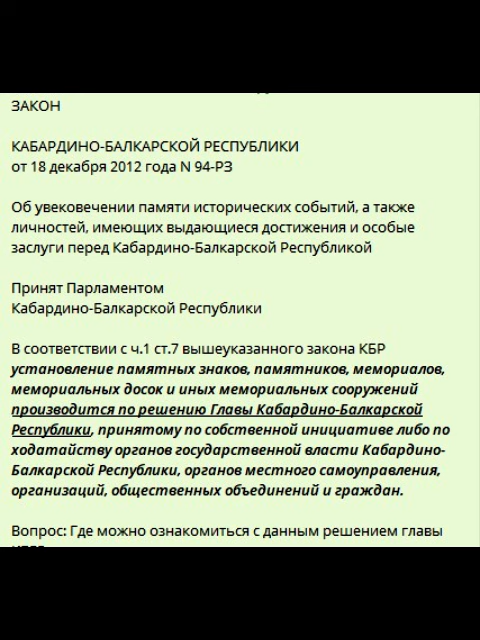 ЗАКОН
КАБАРДИНО-БАЛКАРСКОЙ РЕСПУБЛИКИ
от 18 декабря 2012 года N 94-РЗ
Об увековечении памяти исторических событий, а также
личностей, имеющих выдающиеся достижения и особые
заслуги перед Кабардино-Балкарской Республикой
Принят Парламентом
Кабардино-Балкарской Республики
В соответствии с ч.1 ст.7 вышеуказанного закона КБР
установление памятных знаков, памятников, мемориалов,
мемориальных досок и иных мемориальных сооружений
производится по решению Главы Кабардино-Балкарской
Республики, принятому по собственной инициативе либо по
ходатайству органов государственной власти Кабардино-
Балкарской Республики, органов местного самоуправления,
организаций, общественных объединений и граждан.
Вопрос: Где можно ознакомиться с данным решением главы